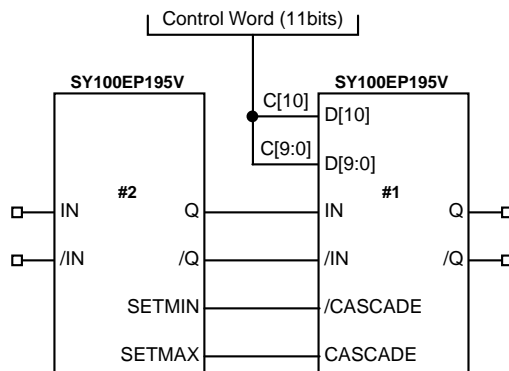 Control Word (11bits)
SY100EP195V
SY100EP195V
C[10]
D[10]
C[9:0]
D[9:0]
#2
#1
IN
Q
IN
Q
/IN
/Q
/IN
/Q
SETMIN
/CASCADE
SETMAX
CASCADE